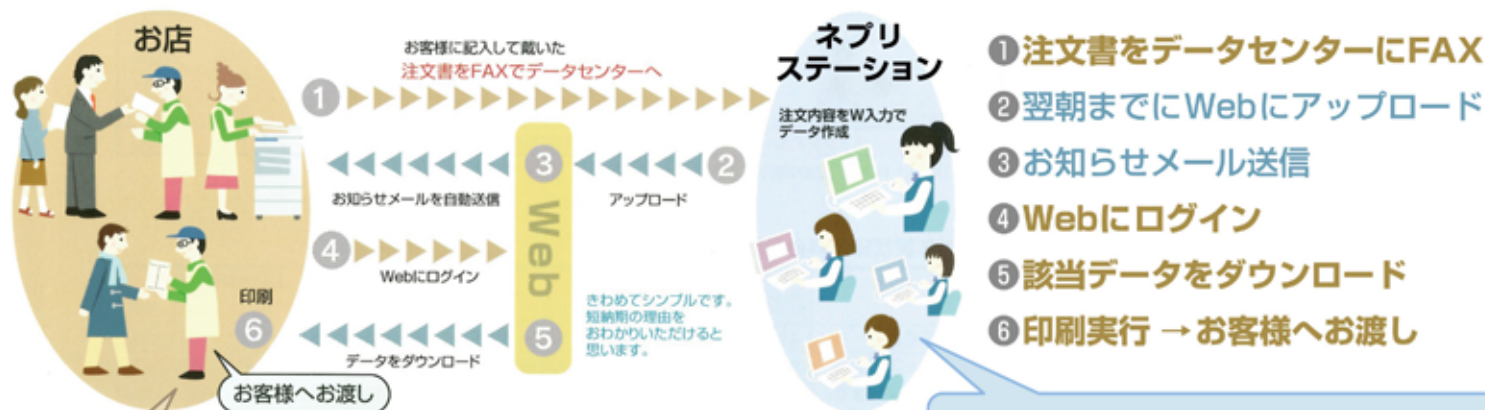 お店
お客様に記入して戴いた
注文書をFAXでデータセンターへ
1
ネプリ
ステーション
注文内容をW入力で
データ作成
3
2
お知らせメールを自動送信
アップロード
Web
4
Webにログイン
印刷
6
5
きわめてシンプルです。
短納期の理由を
おわかりいただけると
思います。
データをダウンロード
お客様へお渡し
❶注文書をデータセンターにFAX
❷翌朝までにWebにアップロード
❸お知らせメール送信
❹Webにログイン
❺該当データをダウンロード
❻印刷実行 →お客様へお渡し